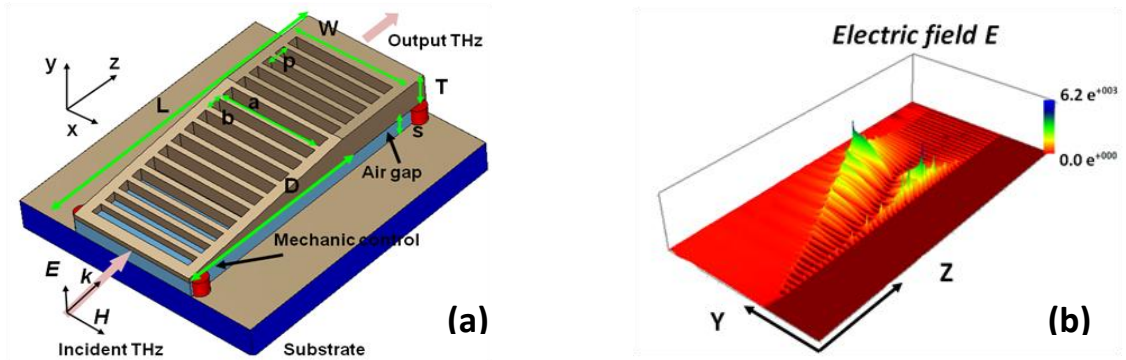 W
Output THz
y
z
x
L
p
T
a
b
s
D
Air gap
Mechanic control
E
k
H
Incident THz
Substrate
(a)
Electric field E
6.2 e+003
0.0 e+000
Z
Y
(b)